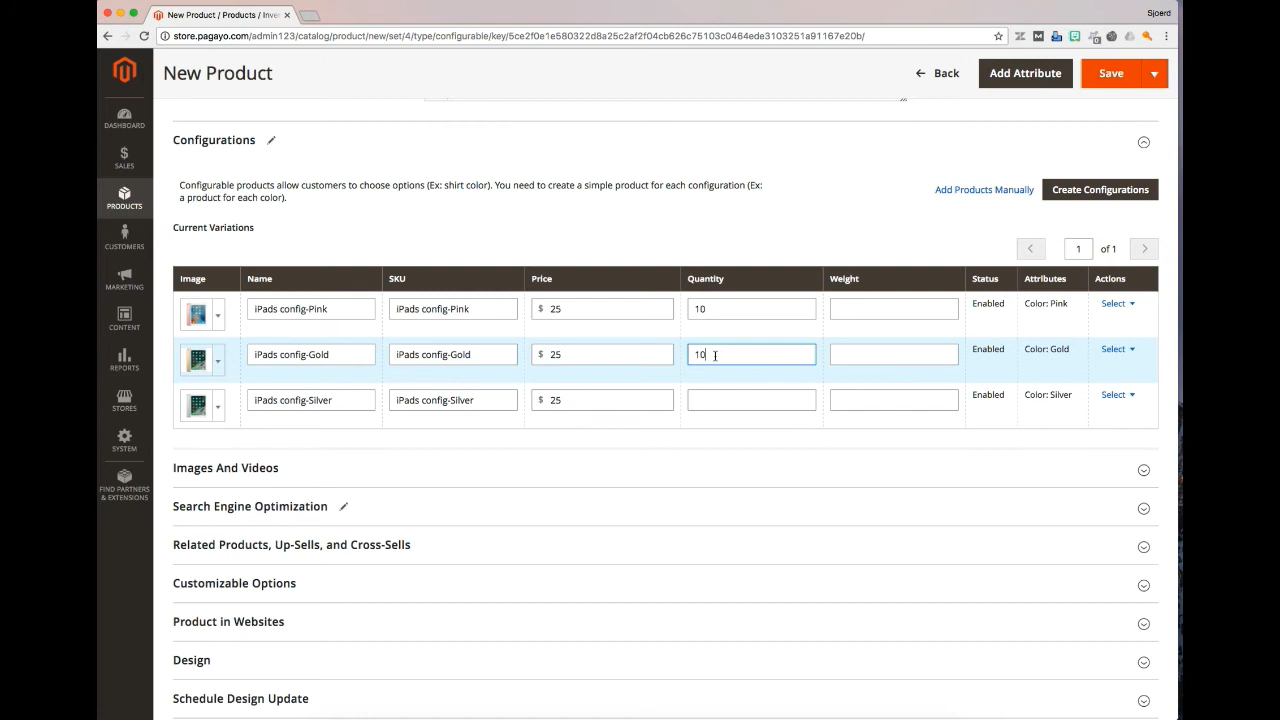 New Product / Products / Inver
Sjoerd
store.pagayo.com/admin123/catalog/product/new/set/4/type/configurable/key/5ce2f0e1e580322d8a25c2af2f04cb626c75103c0464ede3103251a91167e20b/
New Product
Back
Add Attribute
Save
DASHBOARD
SALES
PRODUCTS
CUSTOMERS
MARKETING
CONTENT
REPORTS
STORES
SYSTEM
FIND PARTNERS
& EXTENSIONS
Configurations
Configurable products allow customers to choose options (Ex: shirt color). You need to create a simple product for each configuration (Ex:
a product for each color).
Add Products Manually
Create Configurations
Current Variations
1 of 1
Image Name SKU Price Quantity Weight Status Attributes Actions
iPads config-Pink iPads config-Pink $ 25 10 Enabled Color: Pink Select
iPads config-Gold iPads config-Gold $ 25 10 Enabled Color: Gold Select
iPads config-Silver iPads config-Silver $ 25 Enabled Color: Silver Select
Images And Videos
Search Engine Optimization
Related Products, Up-Sells, and Cross-Sells
Customizable Options
Product in Websites
Design
Schedule Design Update